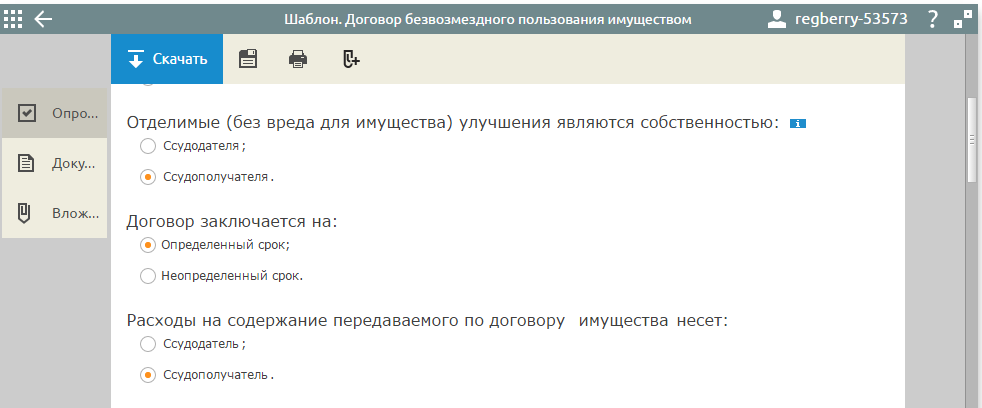 Шаблон. Договор безвозмездного пользования имуществом
regberry-53573 ?
Скачать
Опро...
Доку...
Влож...
Отделимые (без вреда для имущества) улучшения являются собственностью: i
Ссудодателя;
Ссудополучателя.
Договор заключается на:
Определенный срок;
Неопределенный срок.
Расходы на содержание передаваемого по договору имущества несет:
Ссудодатель;
Ссудополучатель.